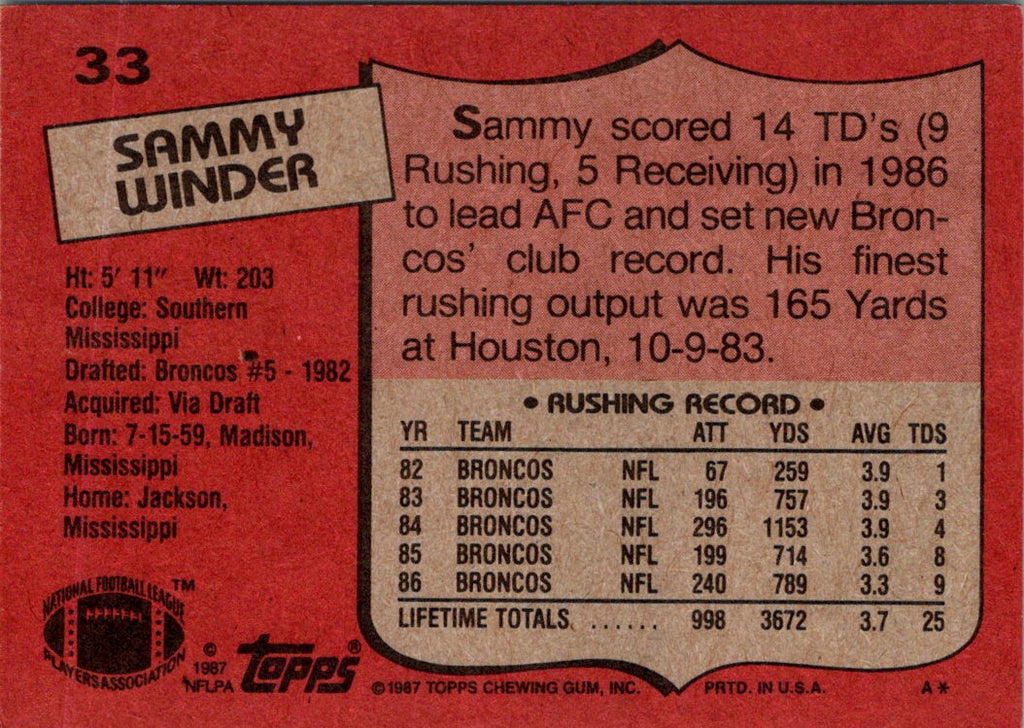 33
SAMMY
WINDER
Ht: 5' 11" Wt: 203
College: Southern
Mississippi
Drafted: Broncos #5 - 1982
Acquired: Via Draft
Born: 7-15-59, Madison,
Mississippi
Home: Jackson,
Mississippi
NATIONAL FOOTBALL LEAGUE
PLAYERS ASSOCIATION
TM
© 1987
NFLPA
Topps®
Sammy scored 14 TD's (9
Rushing, 5 Receiving) in 1986
to lead AFC and set new Bron-
cos' club record. His finest
rushing output was 165 Yards
at Houston, 10-9-83.
• RUSHING RECORD •
YR TEAM ATT YDS AVG TDS
82 BRONCOS NFL 67 259 3.9 1
83 BRONCOS NFL 196 757 3.9 3
84 BRONCOS NFL 296 1153 3.9 4
85 BRONCOS NFL 199 714 3.6 8
86 BRONCOS NFL 240 789 3.3 9
LIFETIME TOTALS ...... 998 3672 3.7 25
©1987 TOPPS CHEWING GUM, INC. PRTD. IN U.S.A. A*